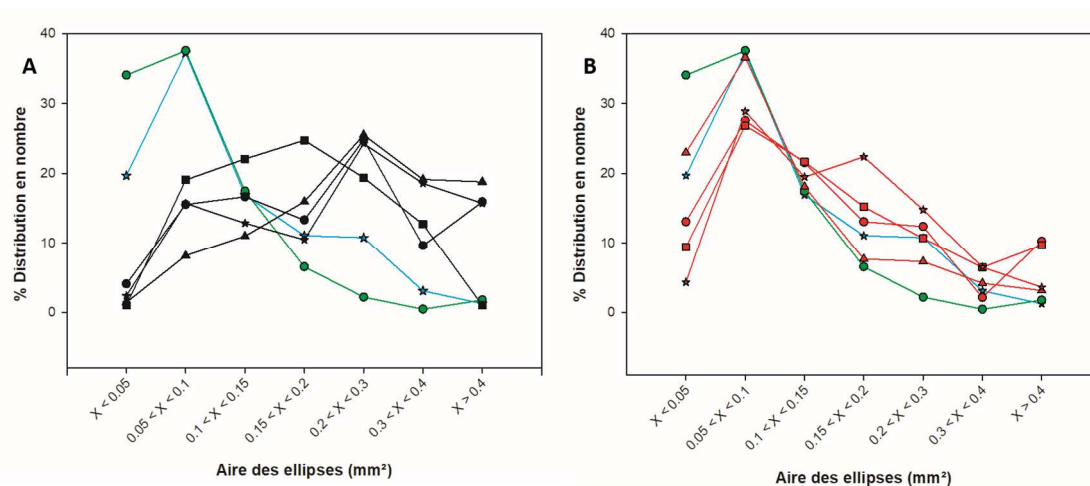 A
% Distribution en nombre
40
30
20
10
0
X < 0.05
0.05 < X < 0.1
0.1 < X < 0.15
0.15 < X < 0.2
0.2 < X < 0.3
0.3 < X < 0.4
X > 0.4
Aire des ellipses (mm²)
B
% Distribution en nombre
40
30
20
10
0
X < 0.05
0.05 < X < 0.1
0.1 < X < 0.15
0.15 < X < 0.2
0.2 < X < 0.3
0.3 < X < 0.4
X > 0.4
Aire des ellipses (mm²)